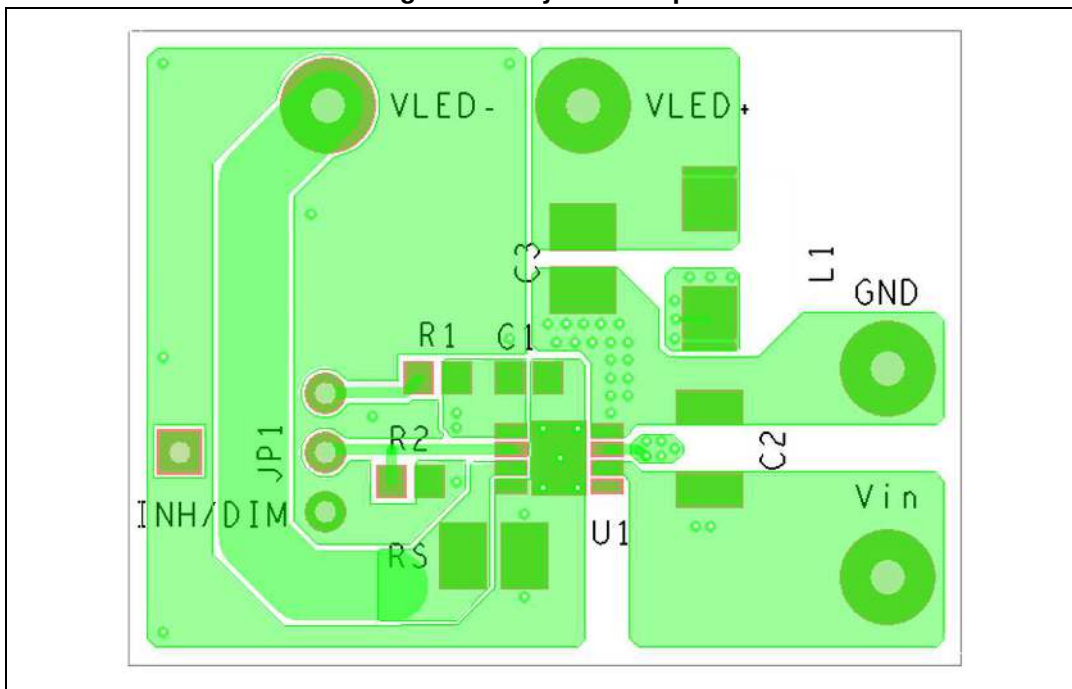 VLED-
VLED+
C3
L1
GND
R1
C1
R2
JP1
C2
INH/DIM
RS
U1
Vin